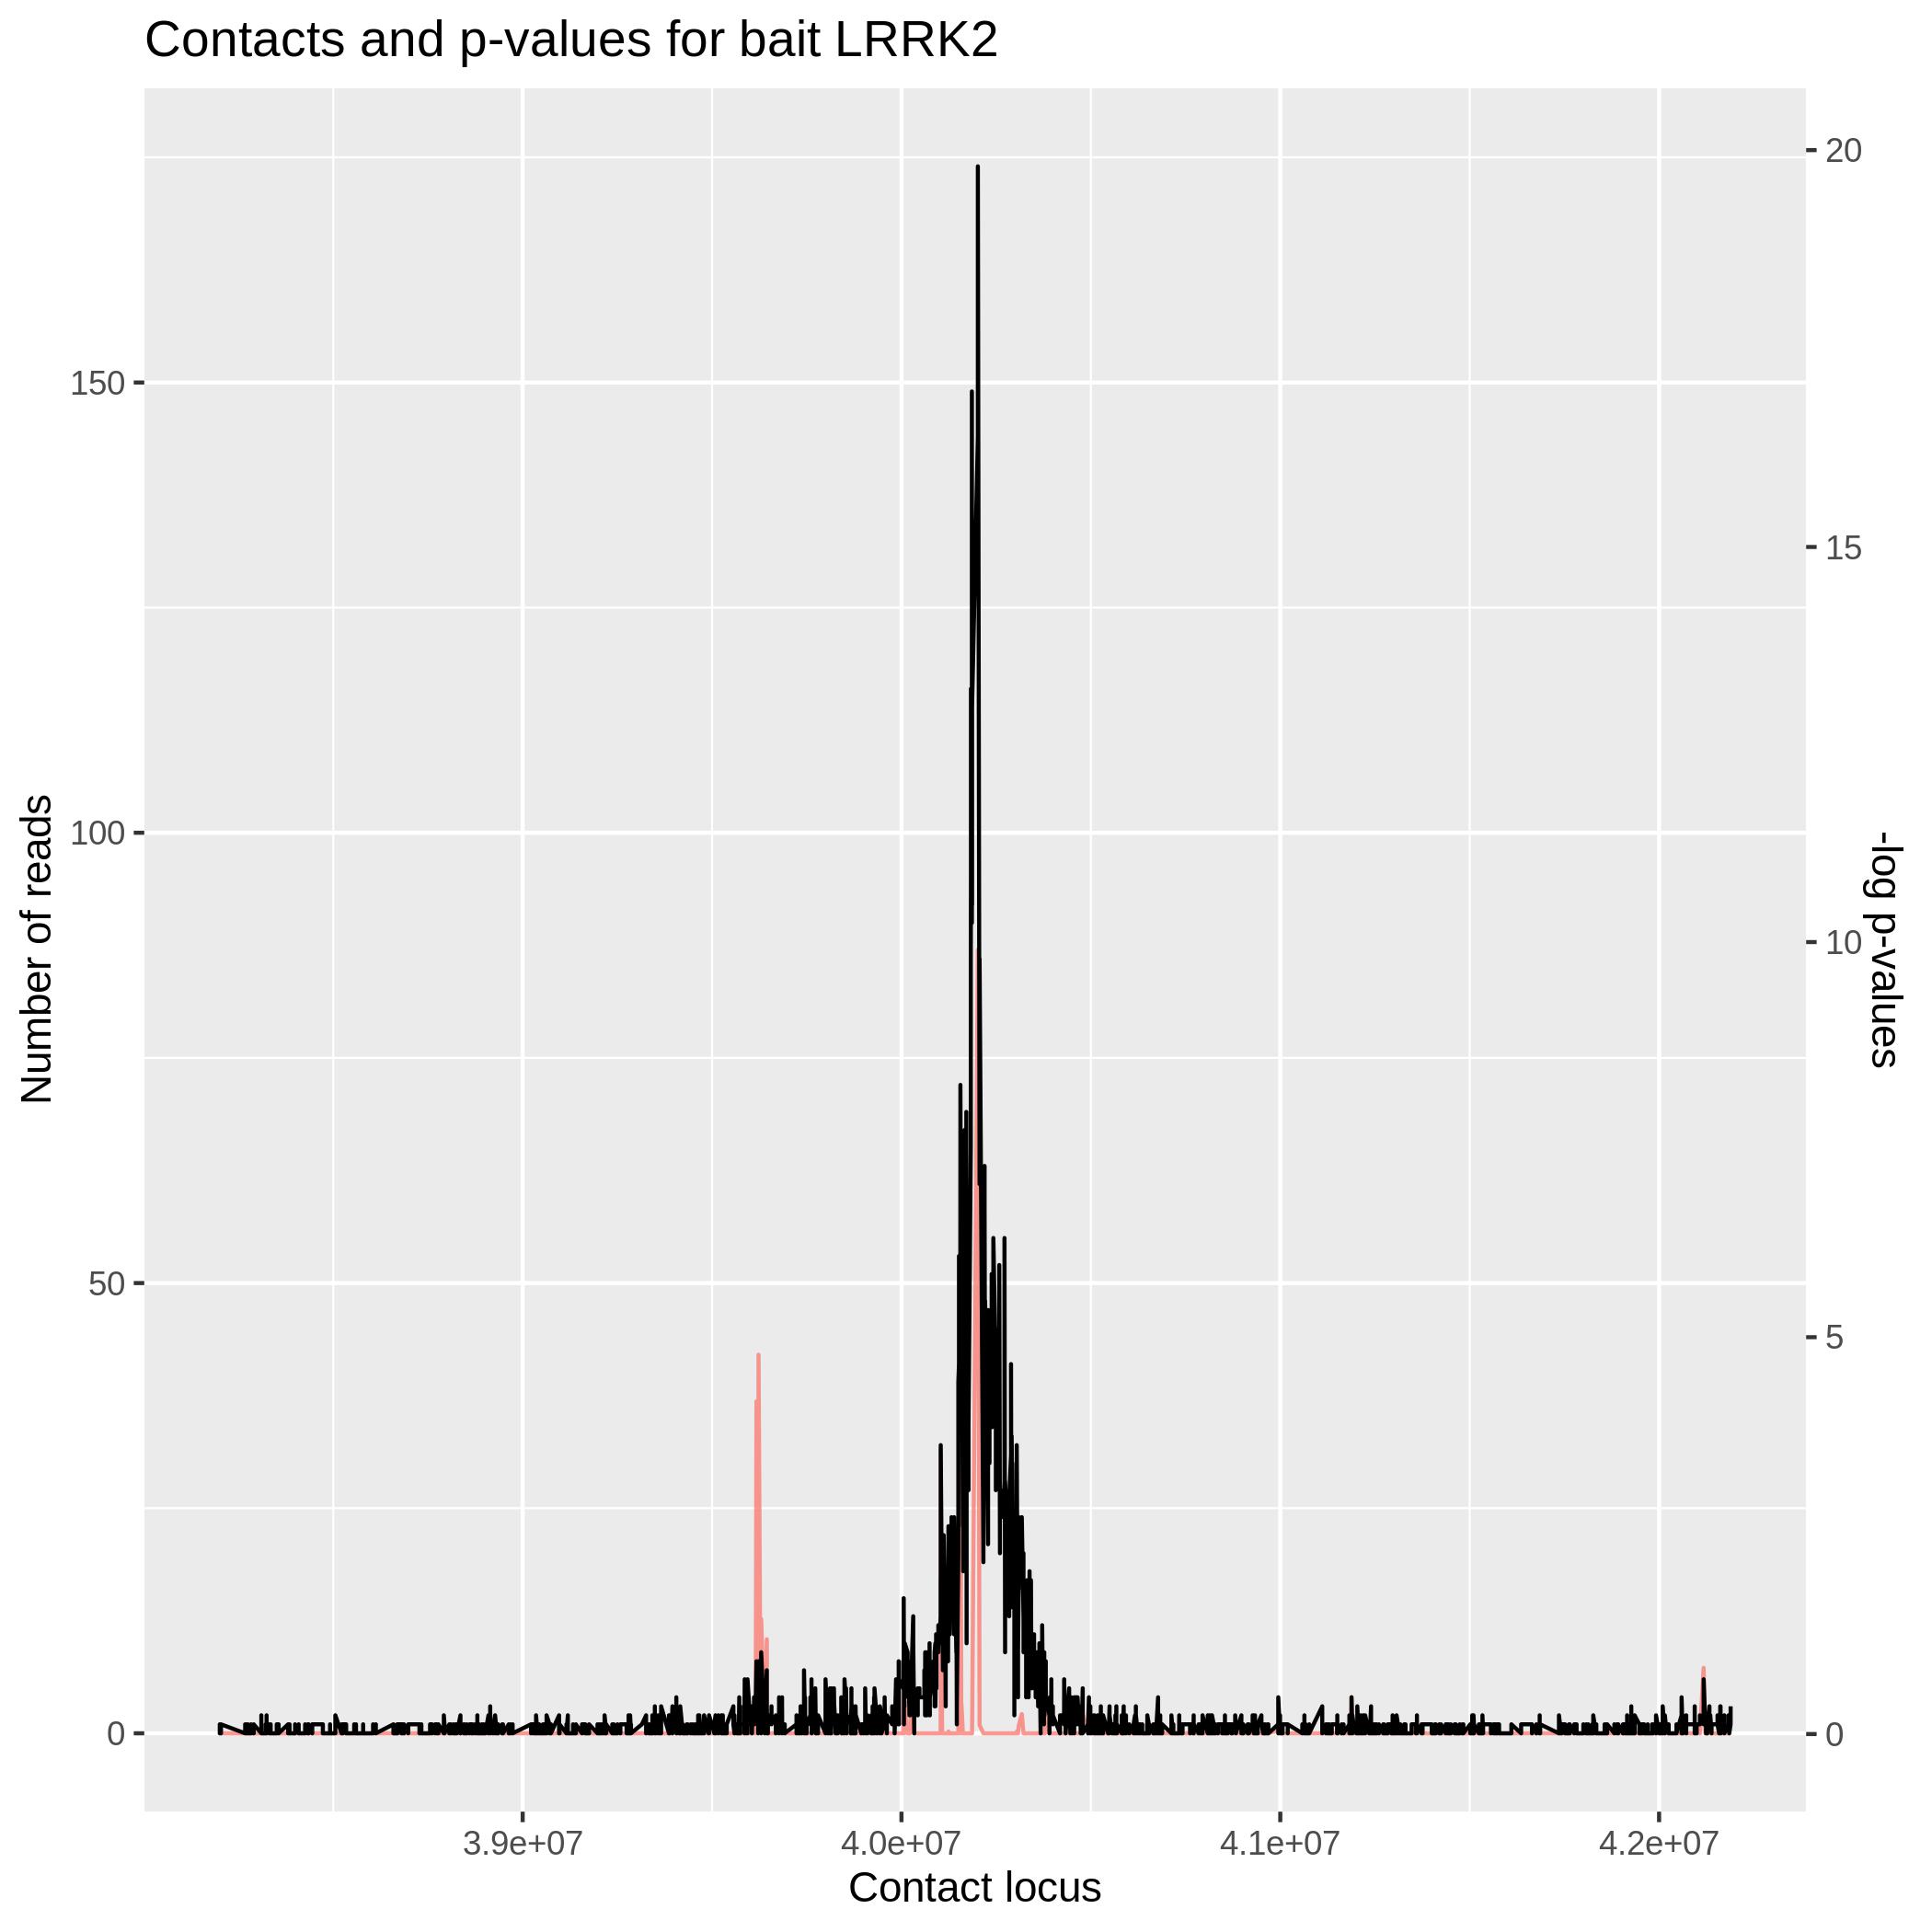 Contacts and p-values for bait LRRK2
Number of reads
150
100
50
0
20
15
10
5
0
-log p-values
3.9e+07 4.0e+07 4.1e+07 4.2e+07
Contact locus